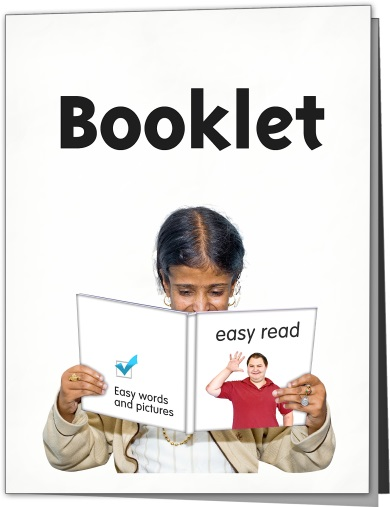 Booklet
Easy words
and pictures
easy read